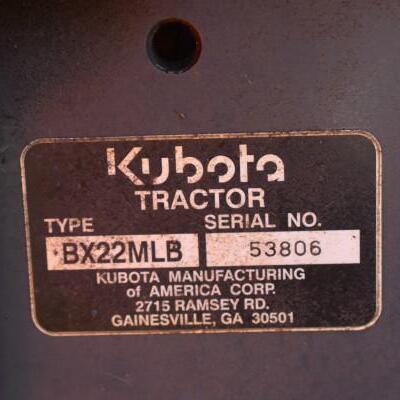 Kubota
TRACTOR
TYPE SERIAL NO.
BX22MLB 53806
KUBOTA MANUFACTURING
of AMERICA CORP.
2715 RAMSEY RD.
GAINESVILLE, GA 30501